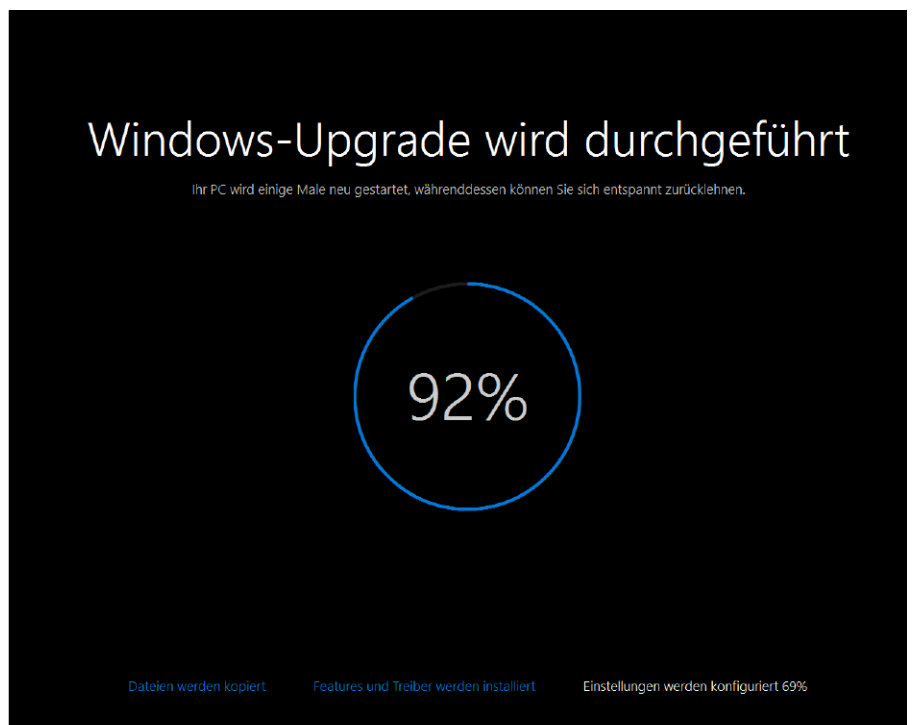 Windows-Upgrade wird durchgeführt
Ihr PC wird einige Male neu gestartet, währenddessen können Sie sich entspannt zurücklehnen.
92%
Dateien werden kopiert
Features und Treiber werden installiert
Einstellungen werden konfiguriert 69%